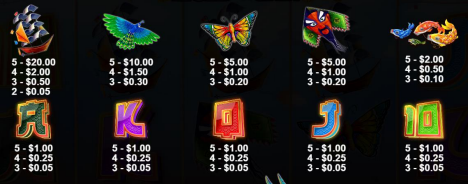 5 - $20.00
4 - $2.00
3 - $0.50
2 - $0.05
5 - $10.00
4 - $1.50
3 - $0.30
5 - $5.00
4 - $1.00
3 - $0.20
5 - $5.00
4 - $1.00
3 - $0.20
5 - $2.00
4 - $0.50
3 - $0.10
A
5 - $1.00
4 - $0.25
3 - $0.05
K
5 - $1.00
4 - $0.25
3 - $0.05
Q
5 - $1.00
4 - $0.25
3 - $0.05
J
5 - $1.00
4 - $0.25
3 - $0.05
10
5 - $1.00
4 - $0.25
3 - $0.05